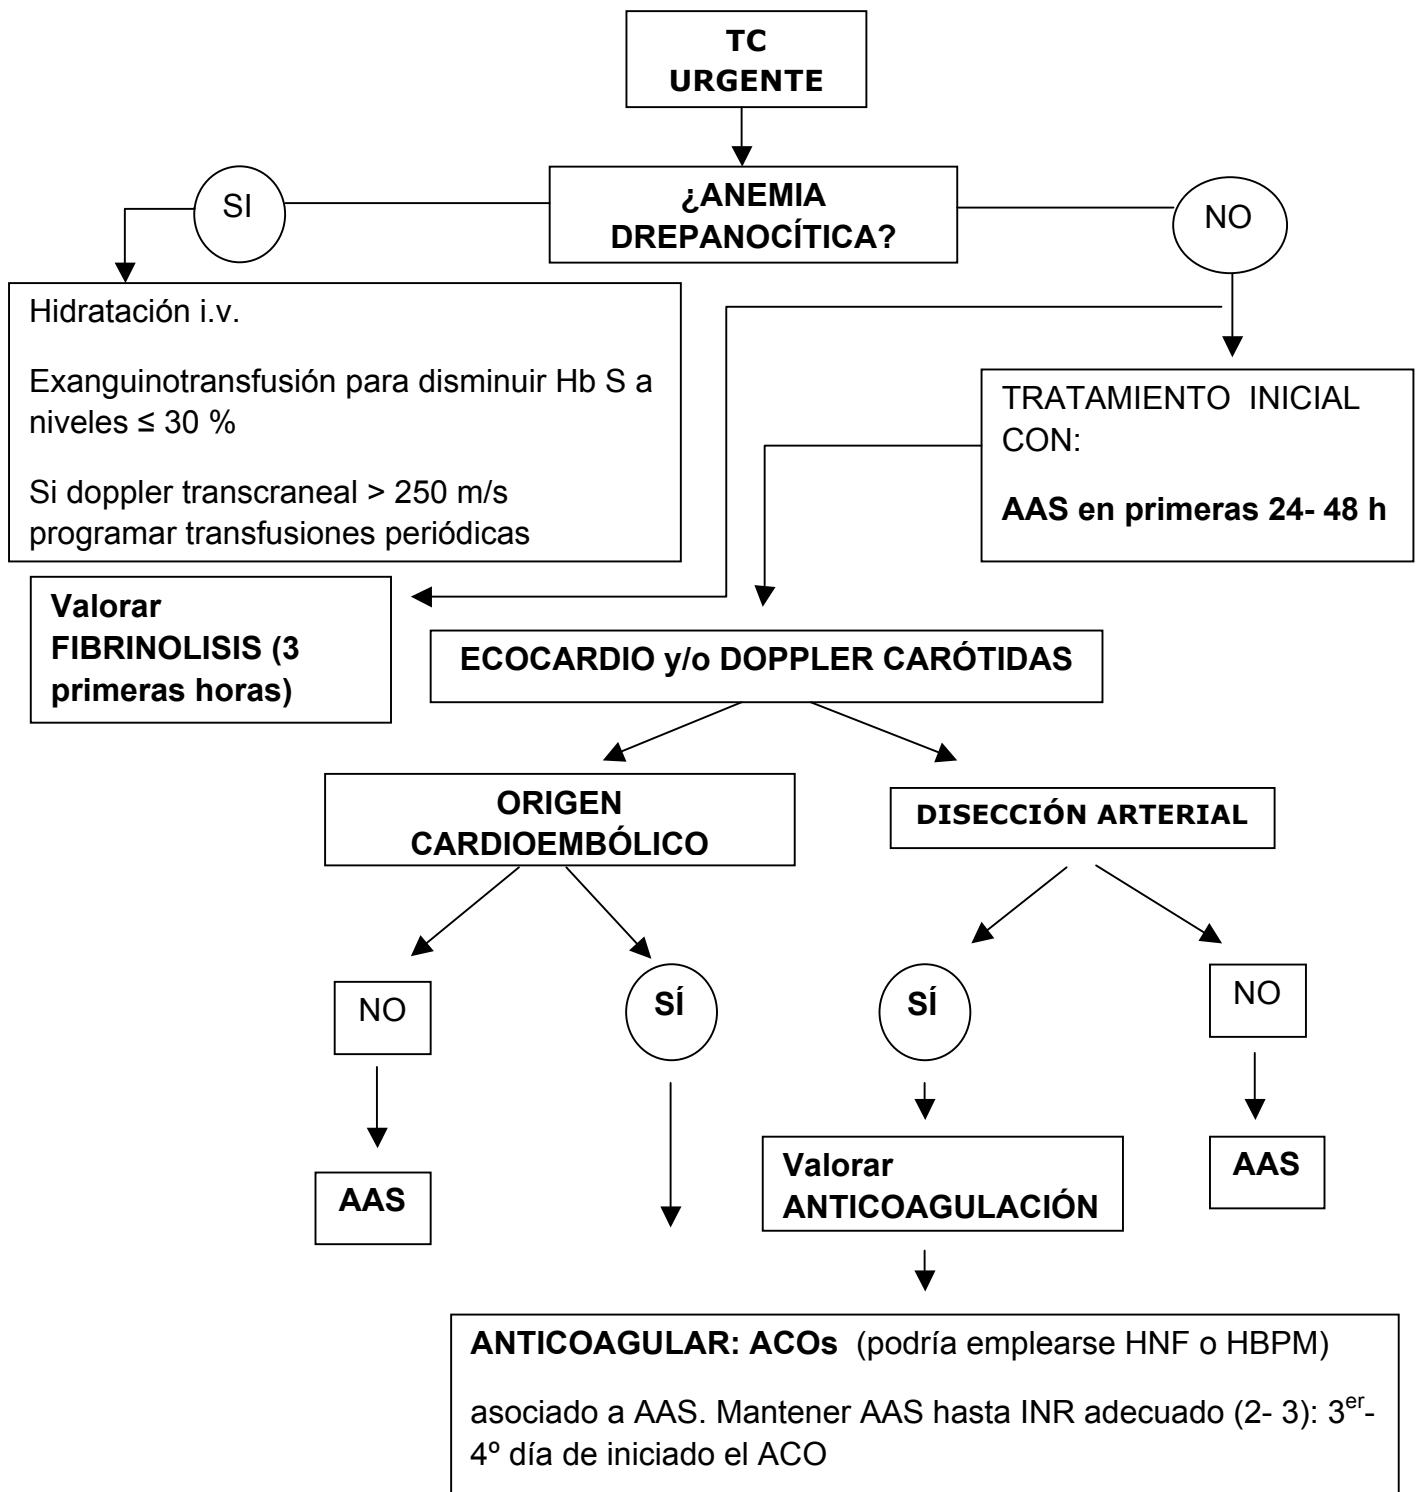 TC
URGENTE
¿ANEMIA
DREPANOCÍTICA?
SI
NO
Hidratación i.v.
Exanguinotransfusión para disminuir Hb S a
niveles ≤ 30 %
Si doppler transcraneal > 250 m/s
programar transfusiones periódicas
TRATAMIENTO INICIAL
CON:
AAS en primeras 24- 48 h
Valorar
FIBRINOLISIS (3
primeras horas)
ECOCARDIO y/o DOPPLER CARÓTIDAS
ORIGEN
CARDIOEMBÓLICO
DISECCIÓN ARTERIAL
NO
SÍ
SÍ
NO
AAS
Valorar
ANTICOAGULACIÓN
AAS
ANTICOAGULAR: ACOs (podría emplearse HNF o HBPM)
asociado a AAS. Mantener AAS hasta INR adecuado (2- 3): 3er-
4º día de iniciado el ACO